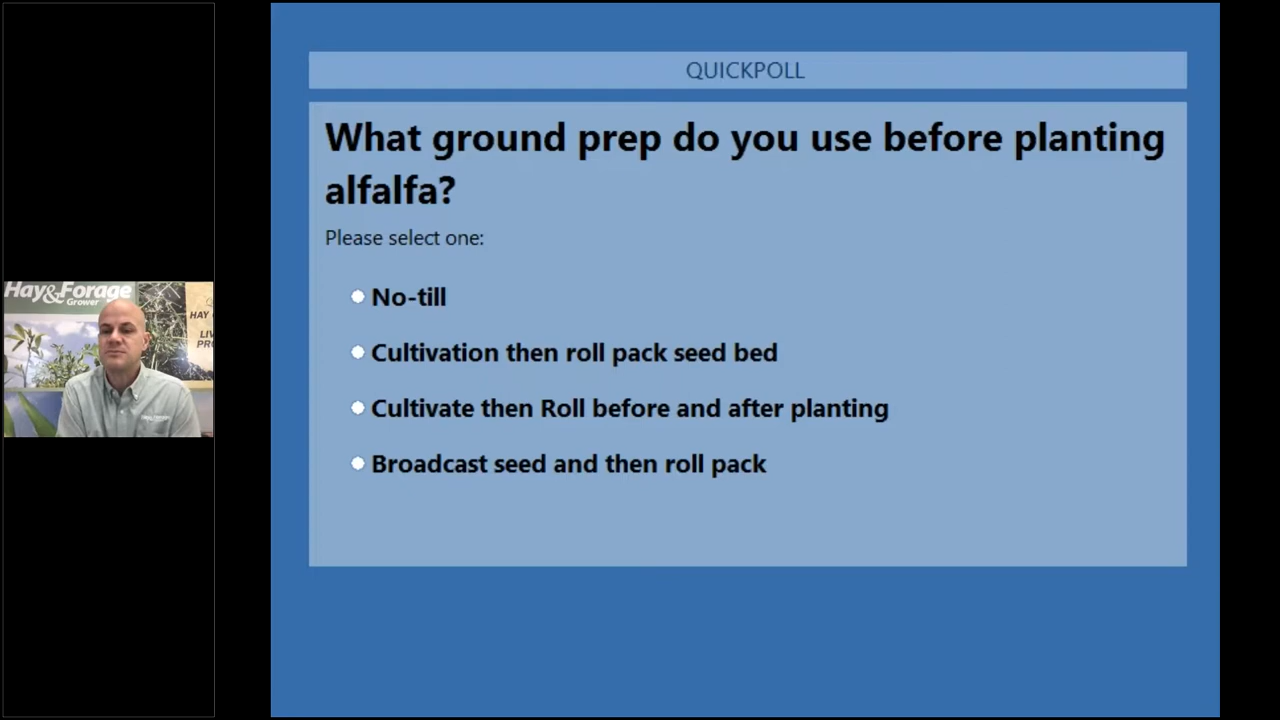 QUICKPOLL
What ground prep do you use before planting
alfalfa?
Please select one:
No-till
Cultivation then roll pack seed bed
Cultivate then Roll before and after planting
Broadcast seed and then roll pack
Hay&Forage
Grower
HAY